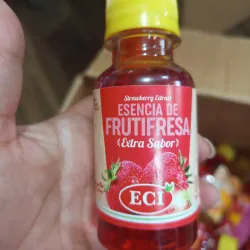 Strawberry Extract
ESENCIA DE
FRUTIFRESA
Extra Sabor
ECI